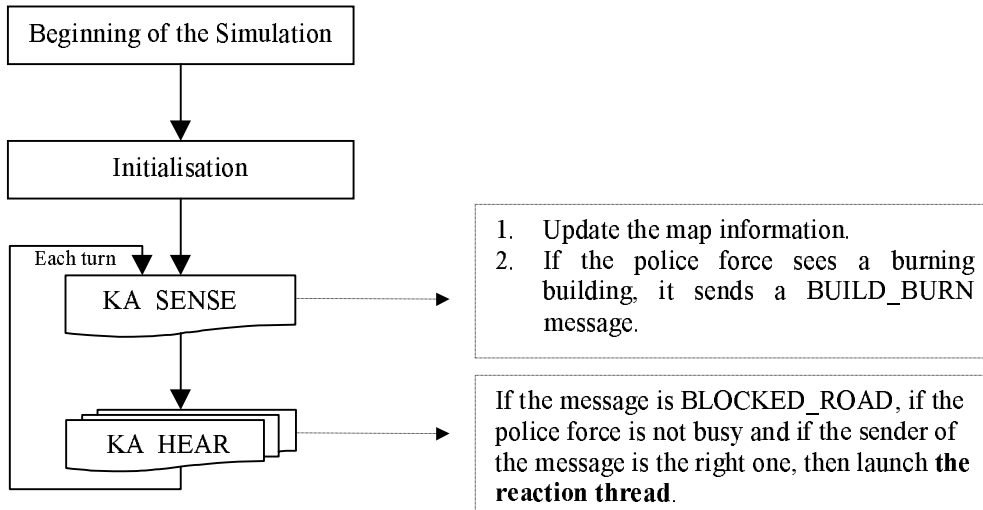 Beginning of the Simulation
Initialisation
Each turn
KA SENSE
1. Update the map information.
2. If the police force sees a burning
building, it sends a BUILD_BURN
message.
KA HEAR
If the message is BLOCKED_ROAD, if the
police force is not busy and if the sender of
the message is the right one, then launch the
reaction thread.